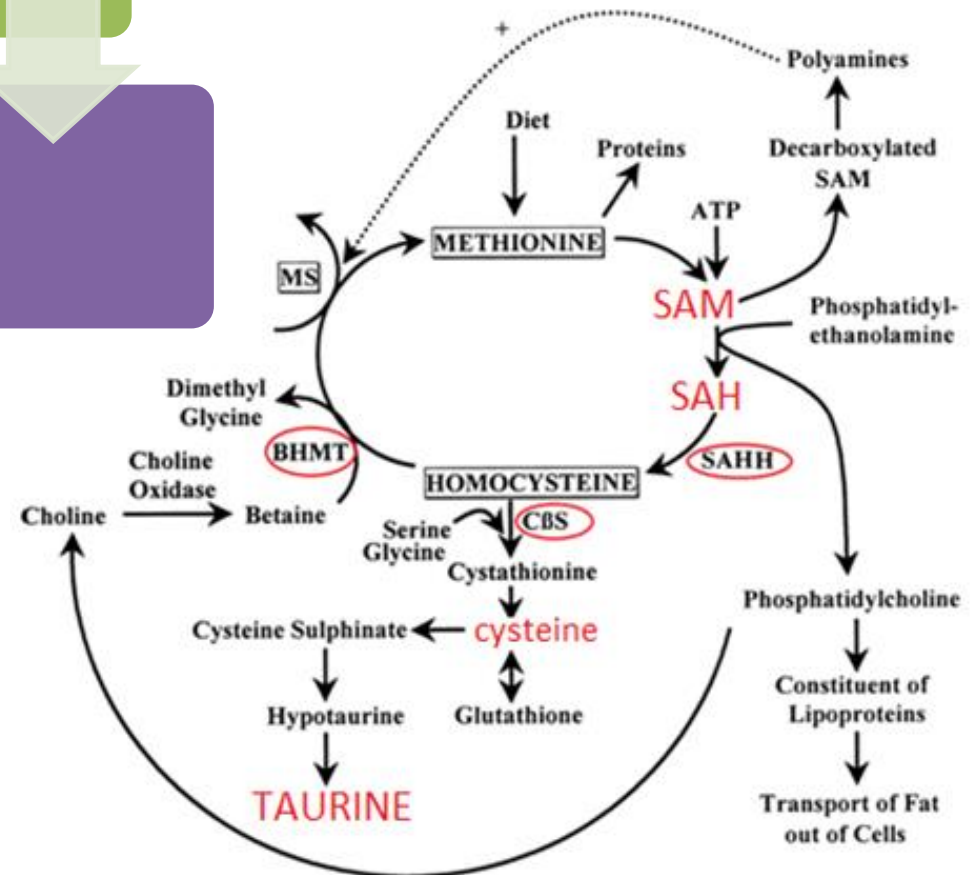 +
Polyamines
Diet
Proteins
Decarboxylated
SAM
ATP
METHIONINE
MS
SAM
Phosphatidyl-
ethanolamine
Dimethyl
Glycine
SAH
BHMT
SAHH
Choline
Oxidase
HOMOCYSTEINE
Choline
Betaine
Serine
Glycine
CßS
Cystathionine
Phosphatidylcholine
Cysteine Sulphinate
cysteine
Constituent of
Lipoproteins
Hypotaurine
Glutathione
TAURINE
Transport of Fat
out of Cells